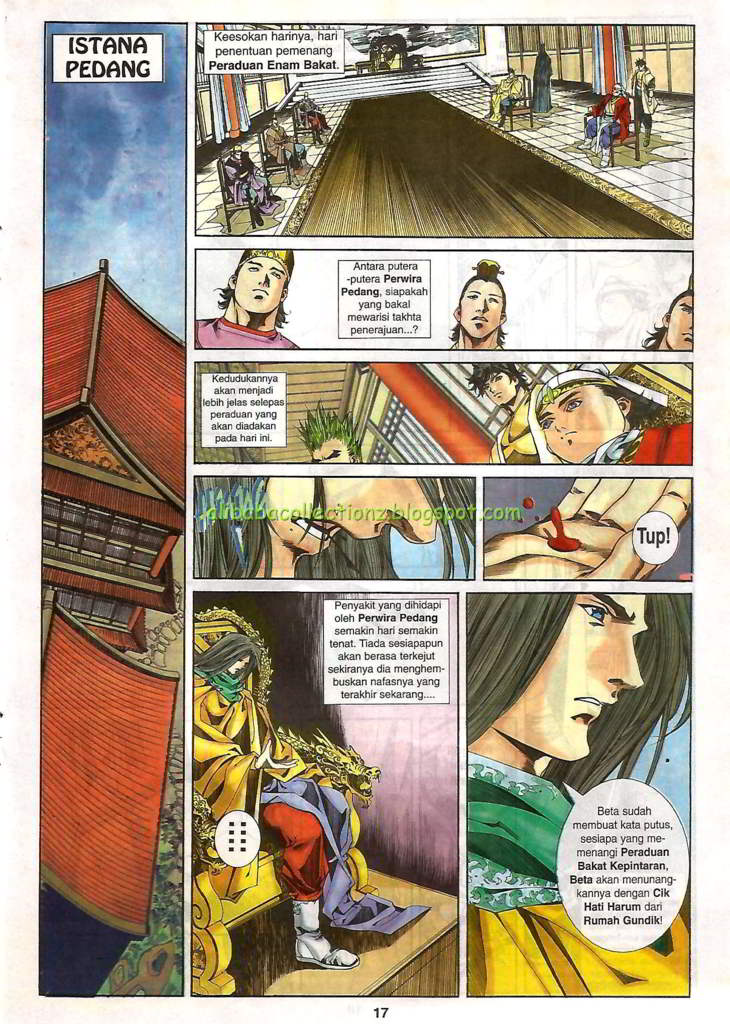 ISTANA
PEDANG
Keesokan harinya, hari
penentuan pemenang
Peraduan Enam Bakat.
Antara putera
-putera Perwira
Pedang, siapakah
yang bakal
mewarisi takhta
penerajuan...?
Kedudukannya
akan menjadi
lebih jelas selepas
peraduan yang
akan diadakan
pada hari ini.
alibabacollectionz.blogspot.com
Tup!
Penyakit yang dihidapi
oleh Perwira Pedang
semakin hari semakin
tenat. Tiada sesiapapun
akan berasa terkejut
sekiranya dia menghem-
buskan nafasnya yang
terakhir sekarang....
Beta sudah
membuat kata putus,
sesiapa yang me-
menangi Peraduan
Bakat Kepintaran,
Beta akan menunang-
kannya dengan Cik
Hati Harum dari
Rumah Gundik!
17